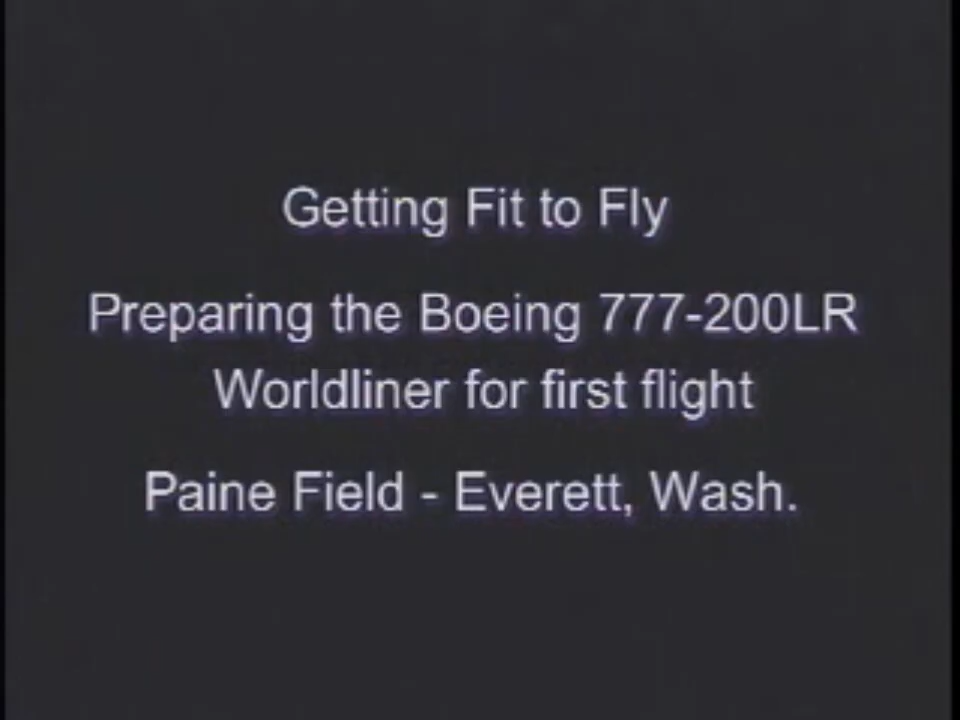 Getting Fit to Fly
Preparing the Boeing 777-200LR
Worldliner for first flight
Paine Field - Everett, Wash.